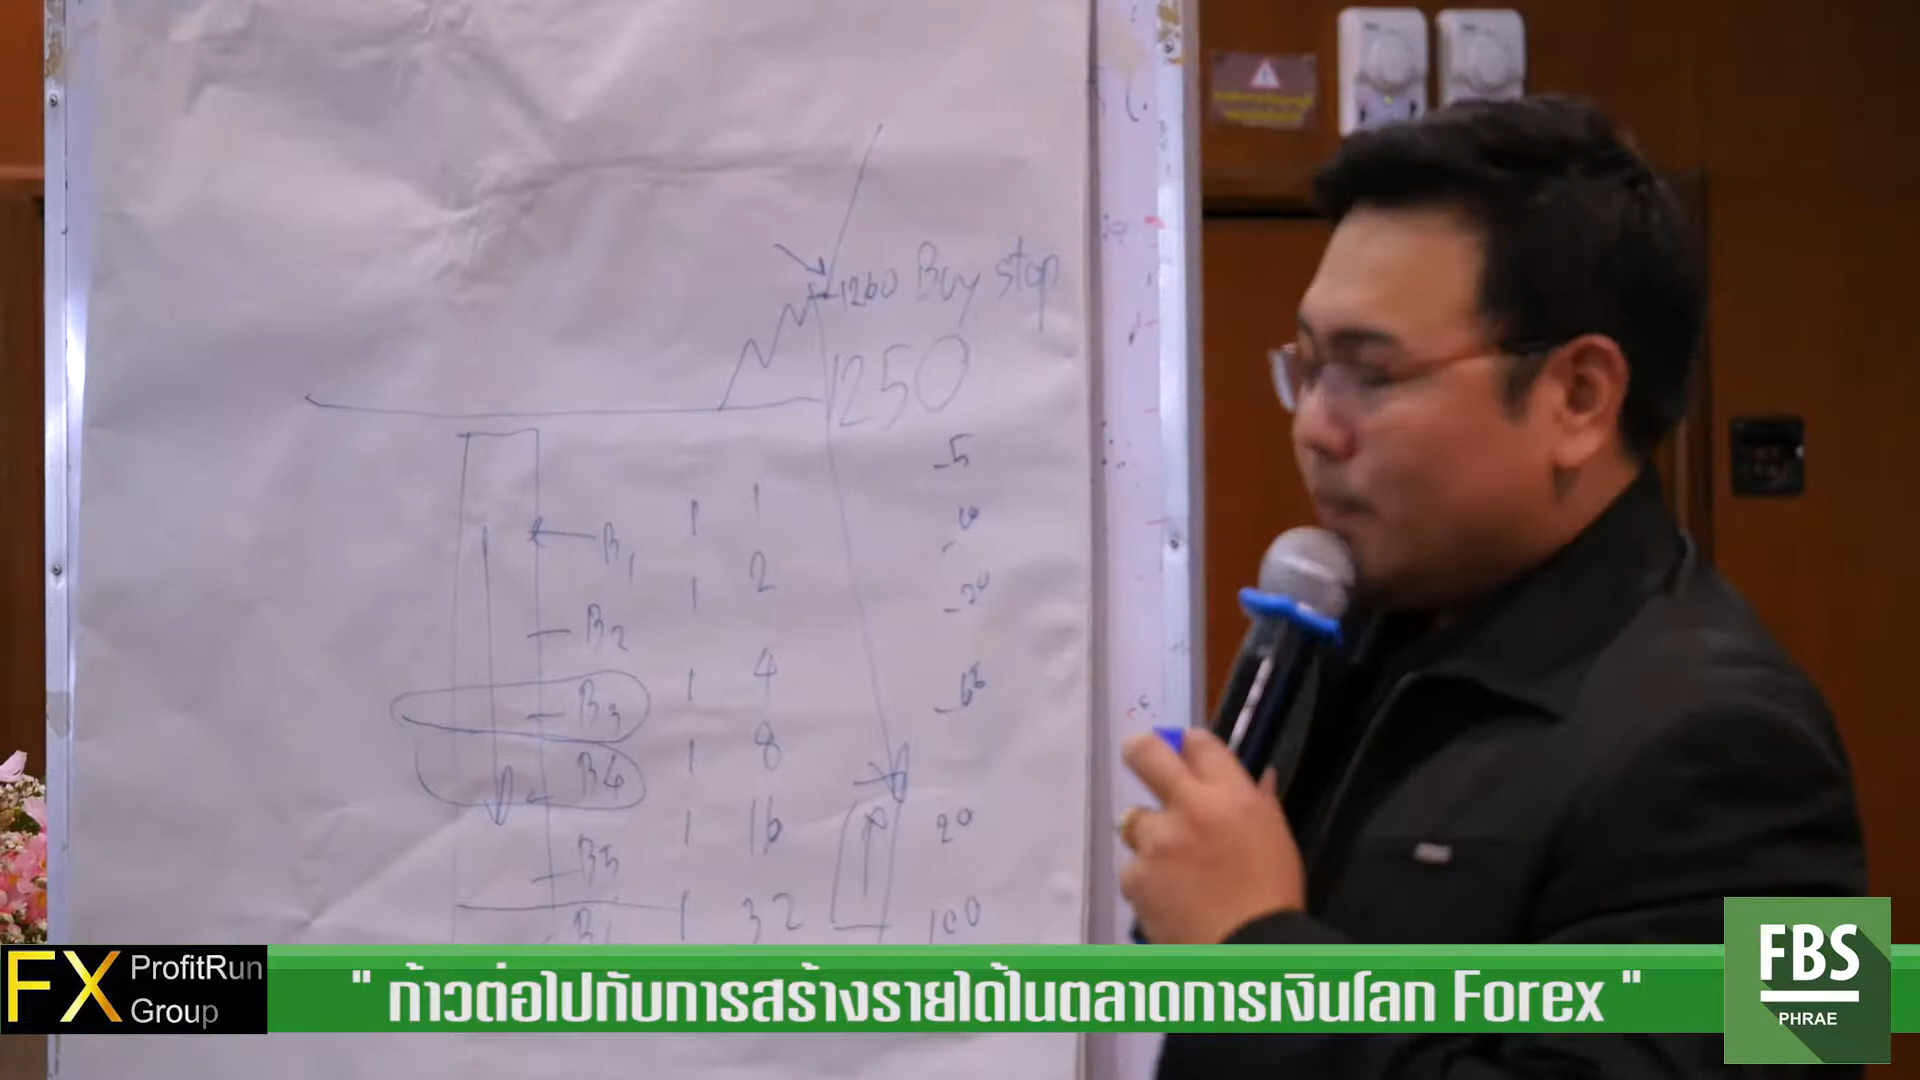 1260 Buy stop
1250
-5
B1 1 1
B2 1 2
-20
B3 1 4
1 8
B5 1 16
20
1 32
100
FX ProfitRun
Group
" ก้าวต่อไปกับการสร้างรายได้ในตลาดการเงินโลก Forex "
FBS
PHRAE